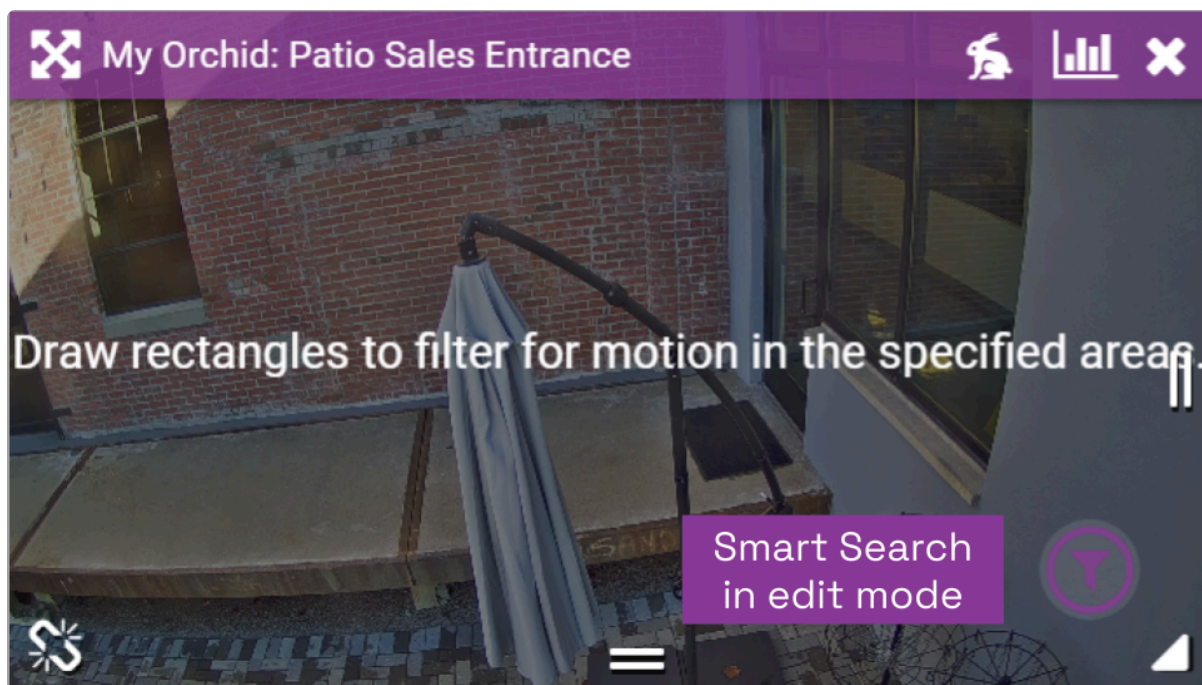 My Orchid: Patio Sales Entrance
Draw rectangles to filter for motion in the specified areas.
SAND
Smart Search
in edit mode